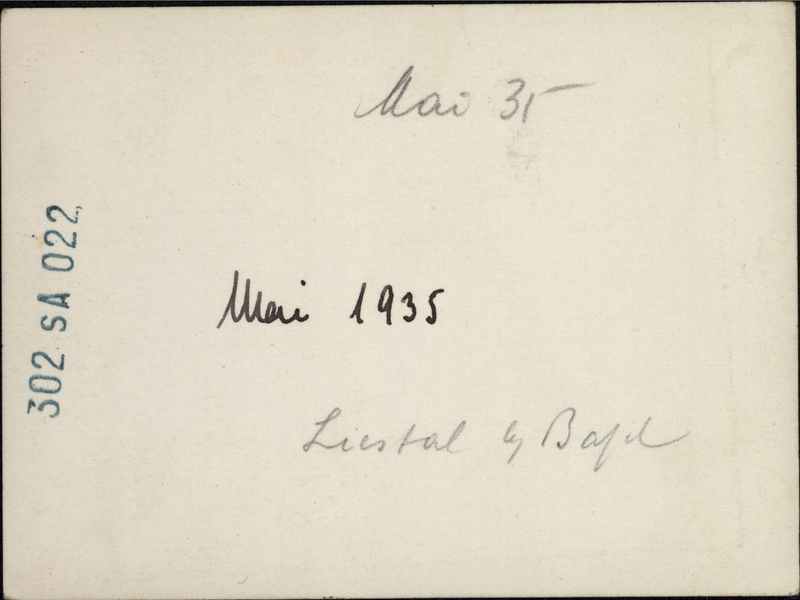 Mai 35
Mai 1935
Liestal b/ Basel
302 SA 022